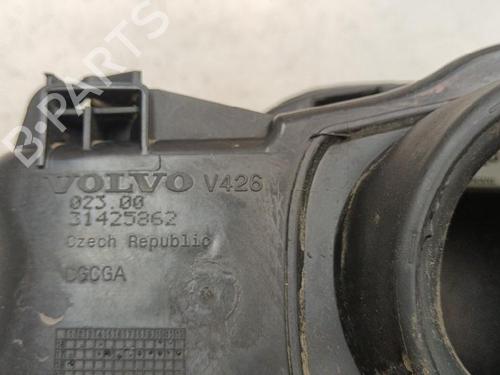 B-PARTS
VOLVO V426
023.00
31425862
Czech Republic
CGCGA